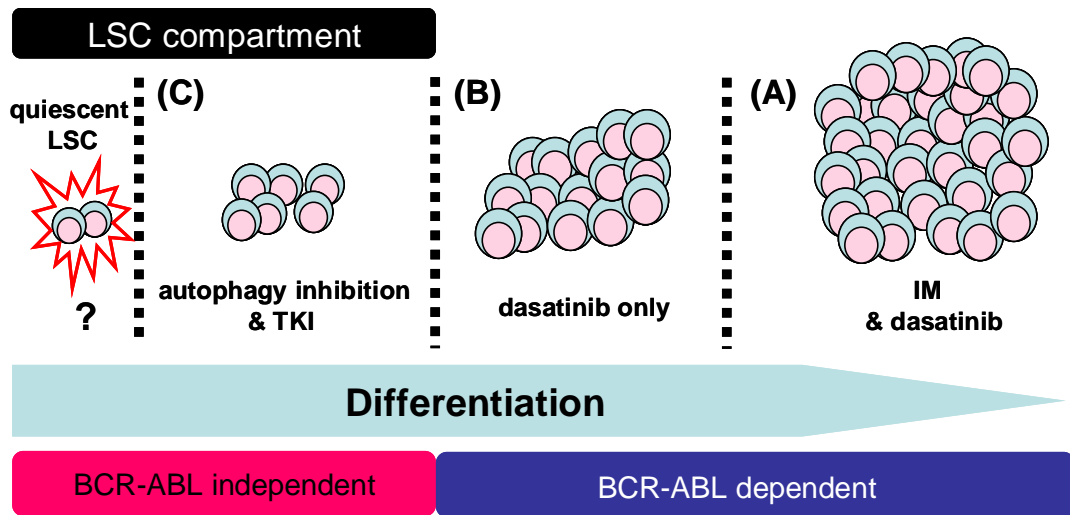 LSC compartment
quiescent
LSC
(C)
(B)
(A)
?
autophagy inhibition
& TKI
dasatinib only
IM
& dasatinib
Differentiation
BCR-ABL independent
BCR-ABL dependent